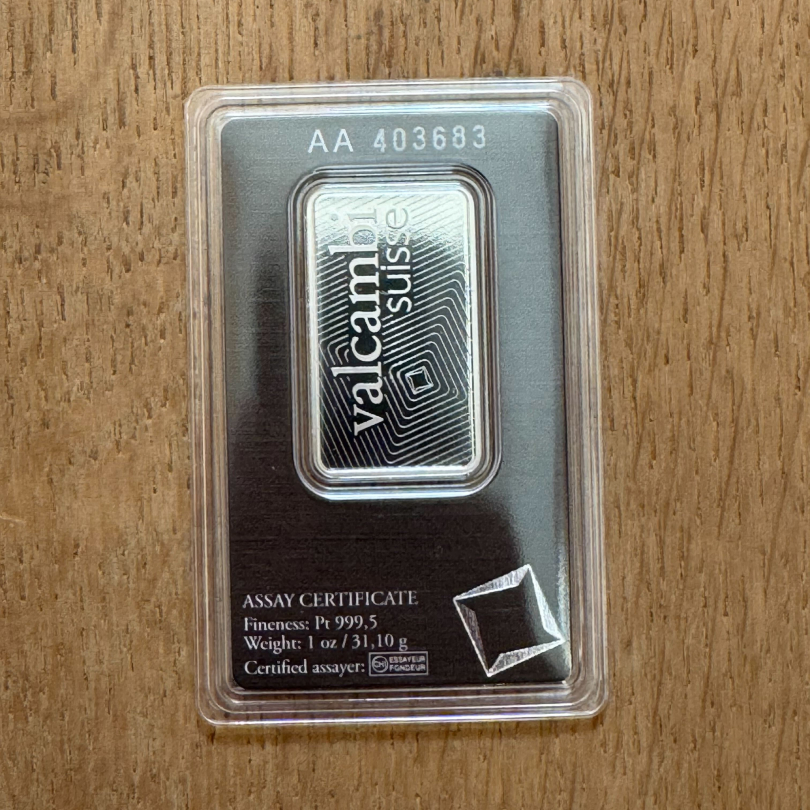 AA 403683
valcambi
suisse
ASSAY CERTIFICATE
Fineness: Pt 999,5
Weight: 1 oz / 31,10 g
Certified assayer: CH ESSAYEUR
FONDEUR